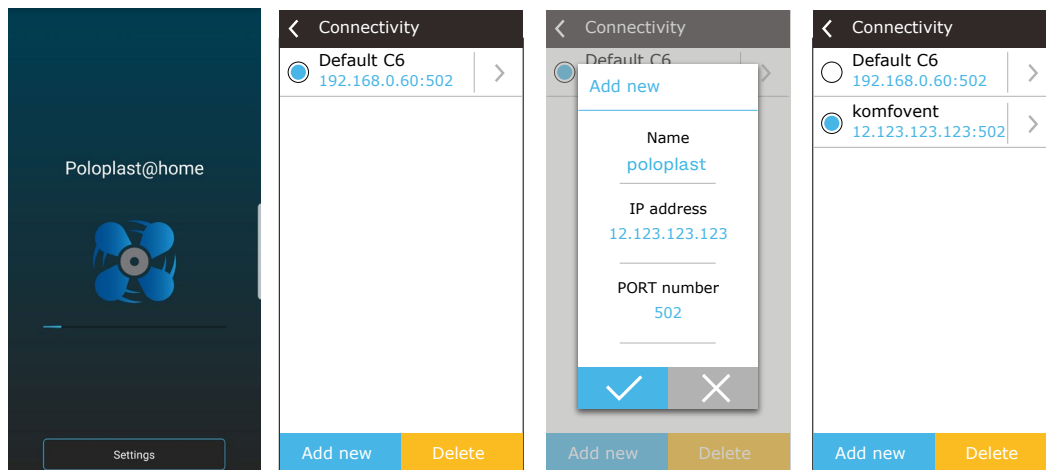 Poloplast@home
Settings
Connectivity
Default C6
192.168.0.60:502
Add new
Delete
Connectivity
Default C6
Add new
Name
poloplast
IP address
12.123.123.123
PORT number
502
Add new
Delete
Connectivity
Default C6
192.168.0.60:502
komfovent
12.123.123.123:502
Add new
Delete